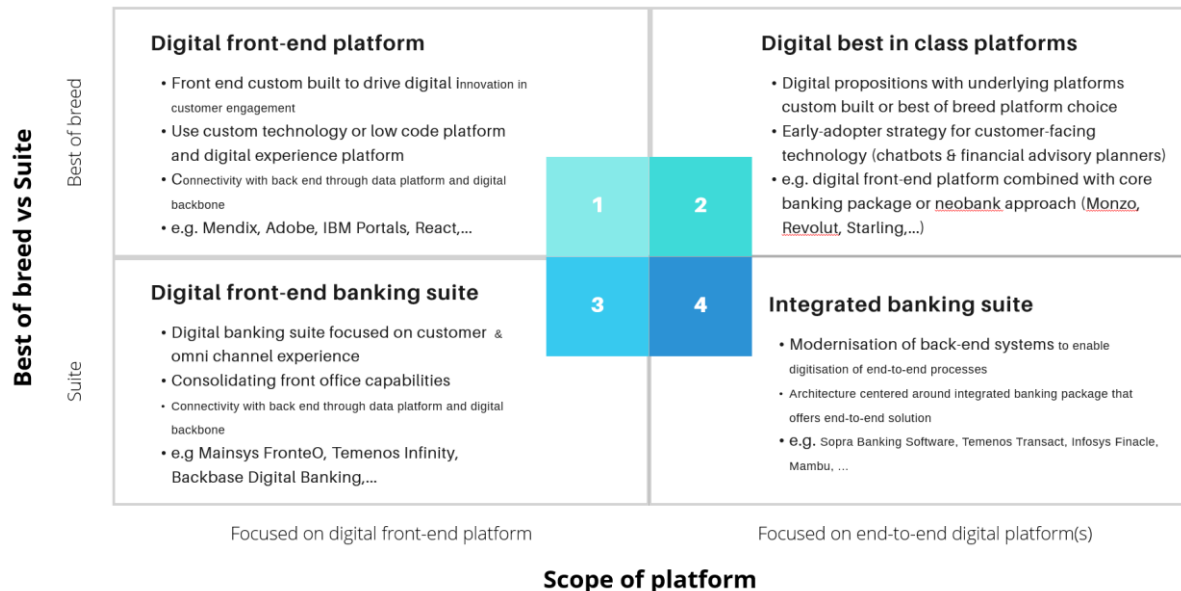 Best of breed vs Suite
Best of breed
Suite
Digital front-end platform
• Front end custom built to drive digital innovation in
customer engagement
• Use custom technology or low code platform
and digital experience platform
• Connectivity with back end through data platform and digital
backbone
• e.g. Mendix, Adobe, IBM Portals, React,...
Digital best in class platforms
• Digital propositions with underlying platforms
custom built or best of breed platform choice
• Early-adopter strategy for customer-facing
technology (chatbots & financial advisory planners)
• e.g. digital front-end platform combined with core
banking package or neobank approach (Monzo,
Revolut, Starling,...)
1
2
3
4
Digital front-end banking suite
• Digital banking suite focused on customer &
omni channel experience
• Consolidating front office capabilities
• Connectivity with back end through data platform and digital
backbone
• e.g Mainsys FronteO, Temenos Infinity,
Backbase Digital Banking,...
Integrated banking suite
• Modernisation of back-end systems to enable
digitisation of end-to-end processes
• Architecture centered around integrated banking package that
offers end-to-end solution
• e.g. Sopra Banking Software, Temenos Transact, Infosys Finacle,
Mambu, ...
Focused on digital front-end platform
Focused on end-to-end digital platform(s)
Scope of platform